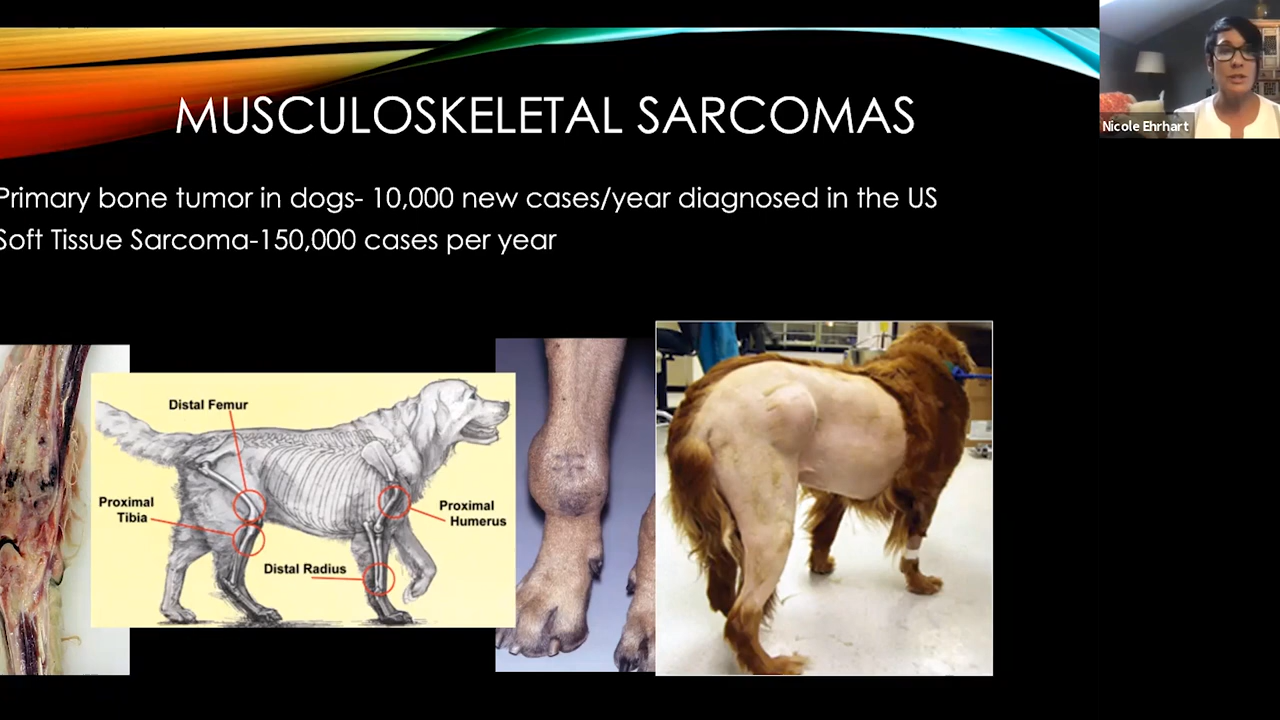 MUSCULOSKELETAL SARCOMAS
Nicole Ehrhart
Primary bone tumor in dogs- 10,000 new cases/year diagnosed in the US
Soft Tissue Sarcoma-150,000 cases per year
Distal Femur
Proximal
Tibia
Proximal
Humerus
Distal Radius